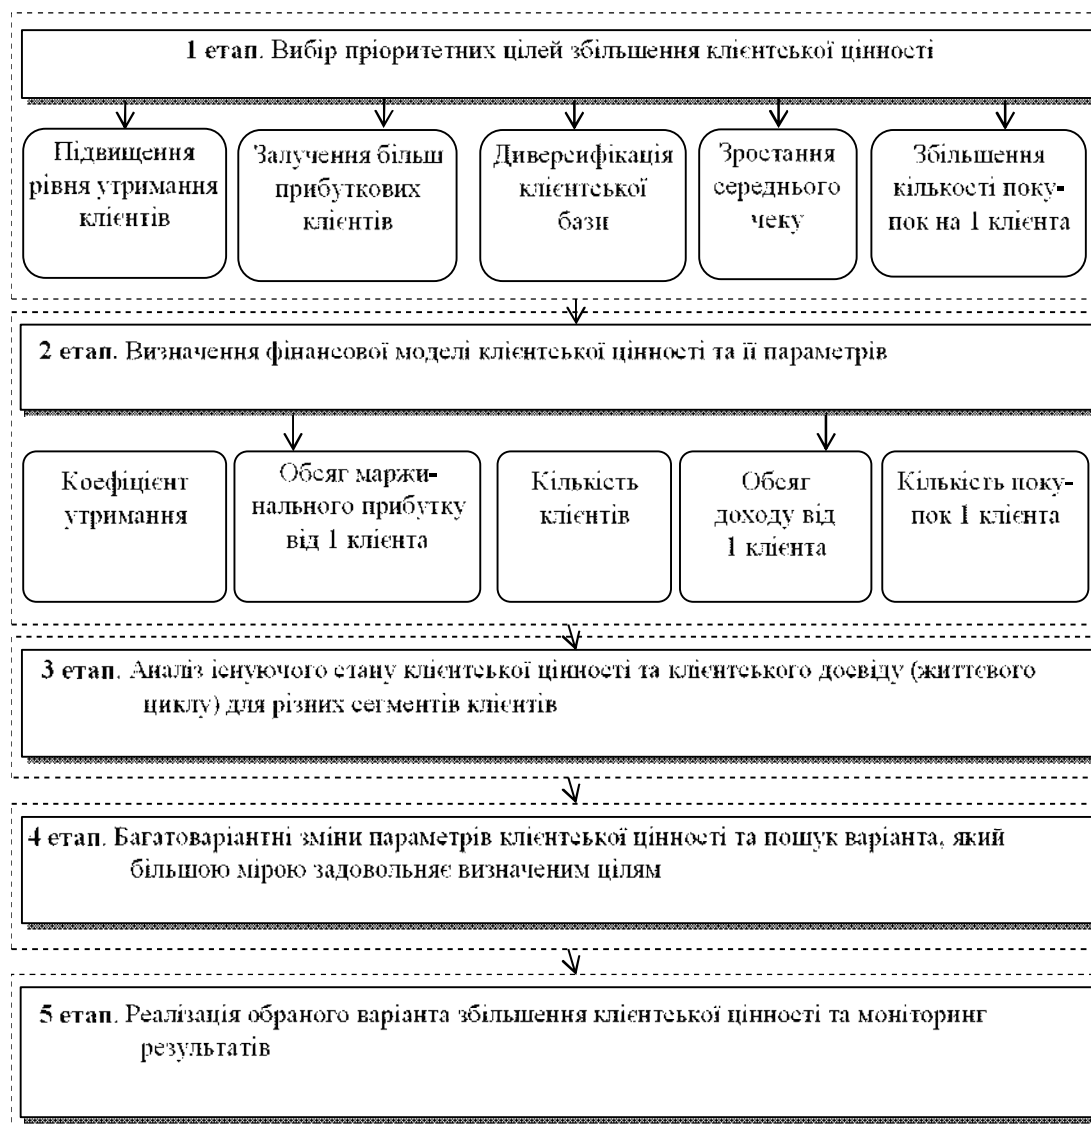 1 етап. Вибір пріоритетних цілей збільшення клієнтської цінності
Підвищення
рівня утримання
клієнтів
Залучення більш
прибуткових
клієнтів
Диверсифікація
клієнтської
бази
Зростання
середнього
чеку
Збільшення
кількості поку-
пок на 1 клієнта
2 етап. Визначення фінансової моделі клієнтської цінності та її параметрів
Коефіцієнт
утримання
Обсяг маржи-
нального прибутку
від 1 клієнта
Кількість
клієнтів
Обсяг
доходу від
1 клієнта
Кількість поку-
пок 1 клієнта
3 етап. Аналіз існуючого стану клієнтської цінності та клієнтського досвіду (життєвого
циклу) для різних сегментів клієнтів
4 етап. Багатоваріантні зміни параметрів клієнтської цінності та пошук варіанта, який
більшою мірою задовольняє визначеним цілям
5 етап. Реалізація обраного варіанта збільшення клієнтської цінності та моніторинг
результатів